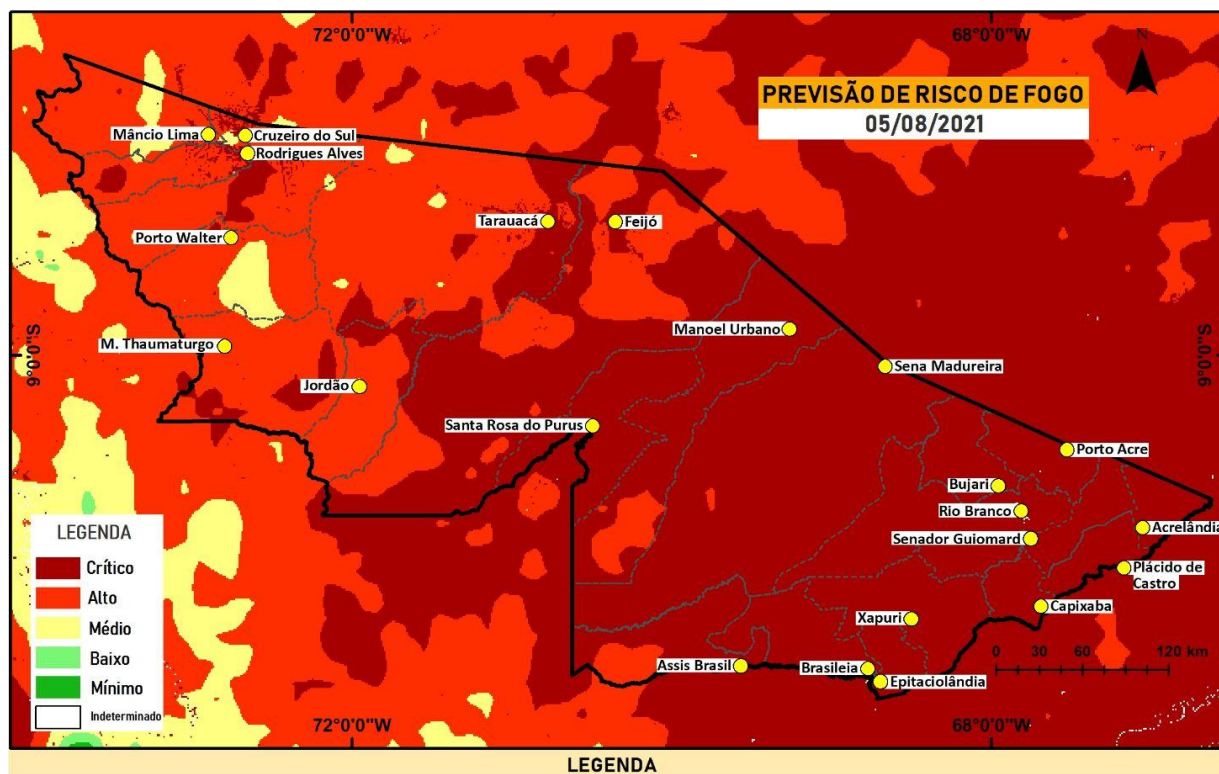 72°0'0"W
68°0'0"W
N
PREVISÃO DE RISCO DE FOGO
05/08/2021
Mâncio Lima
Cruzeiro do Sul
Rodrigues Alves
Tarauacá
Feijó
Porto Walter
Manoel Urbano
M. Thaumaturgo
9°0'0"S
9°0'0"S
Sena Madureira
Jordão
Santa Rosa do Purus
Porto Acre
Bujari
Rio Branco
Acrelândia
Senador Guiomard
Plácido de
Castro
Capixaba
Xapuri
Assis Brasil
Brasileia
Epitaciolândia
0 30 60 90 120 km
LEGENDA
Crítico
Alto
Médio
Baixo
Mínimo
Indeterminado
72°0'0"W
68°0'0"W
LEGENDA